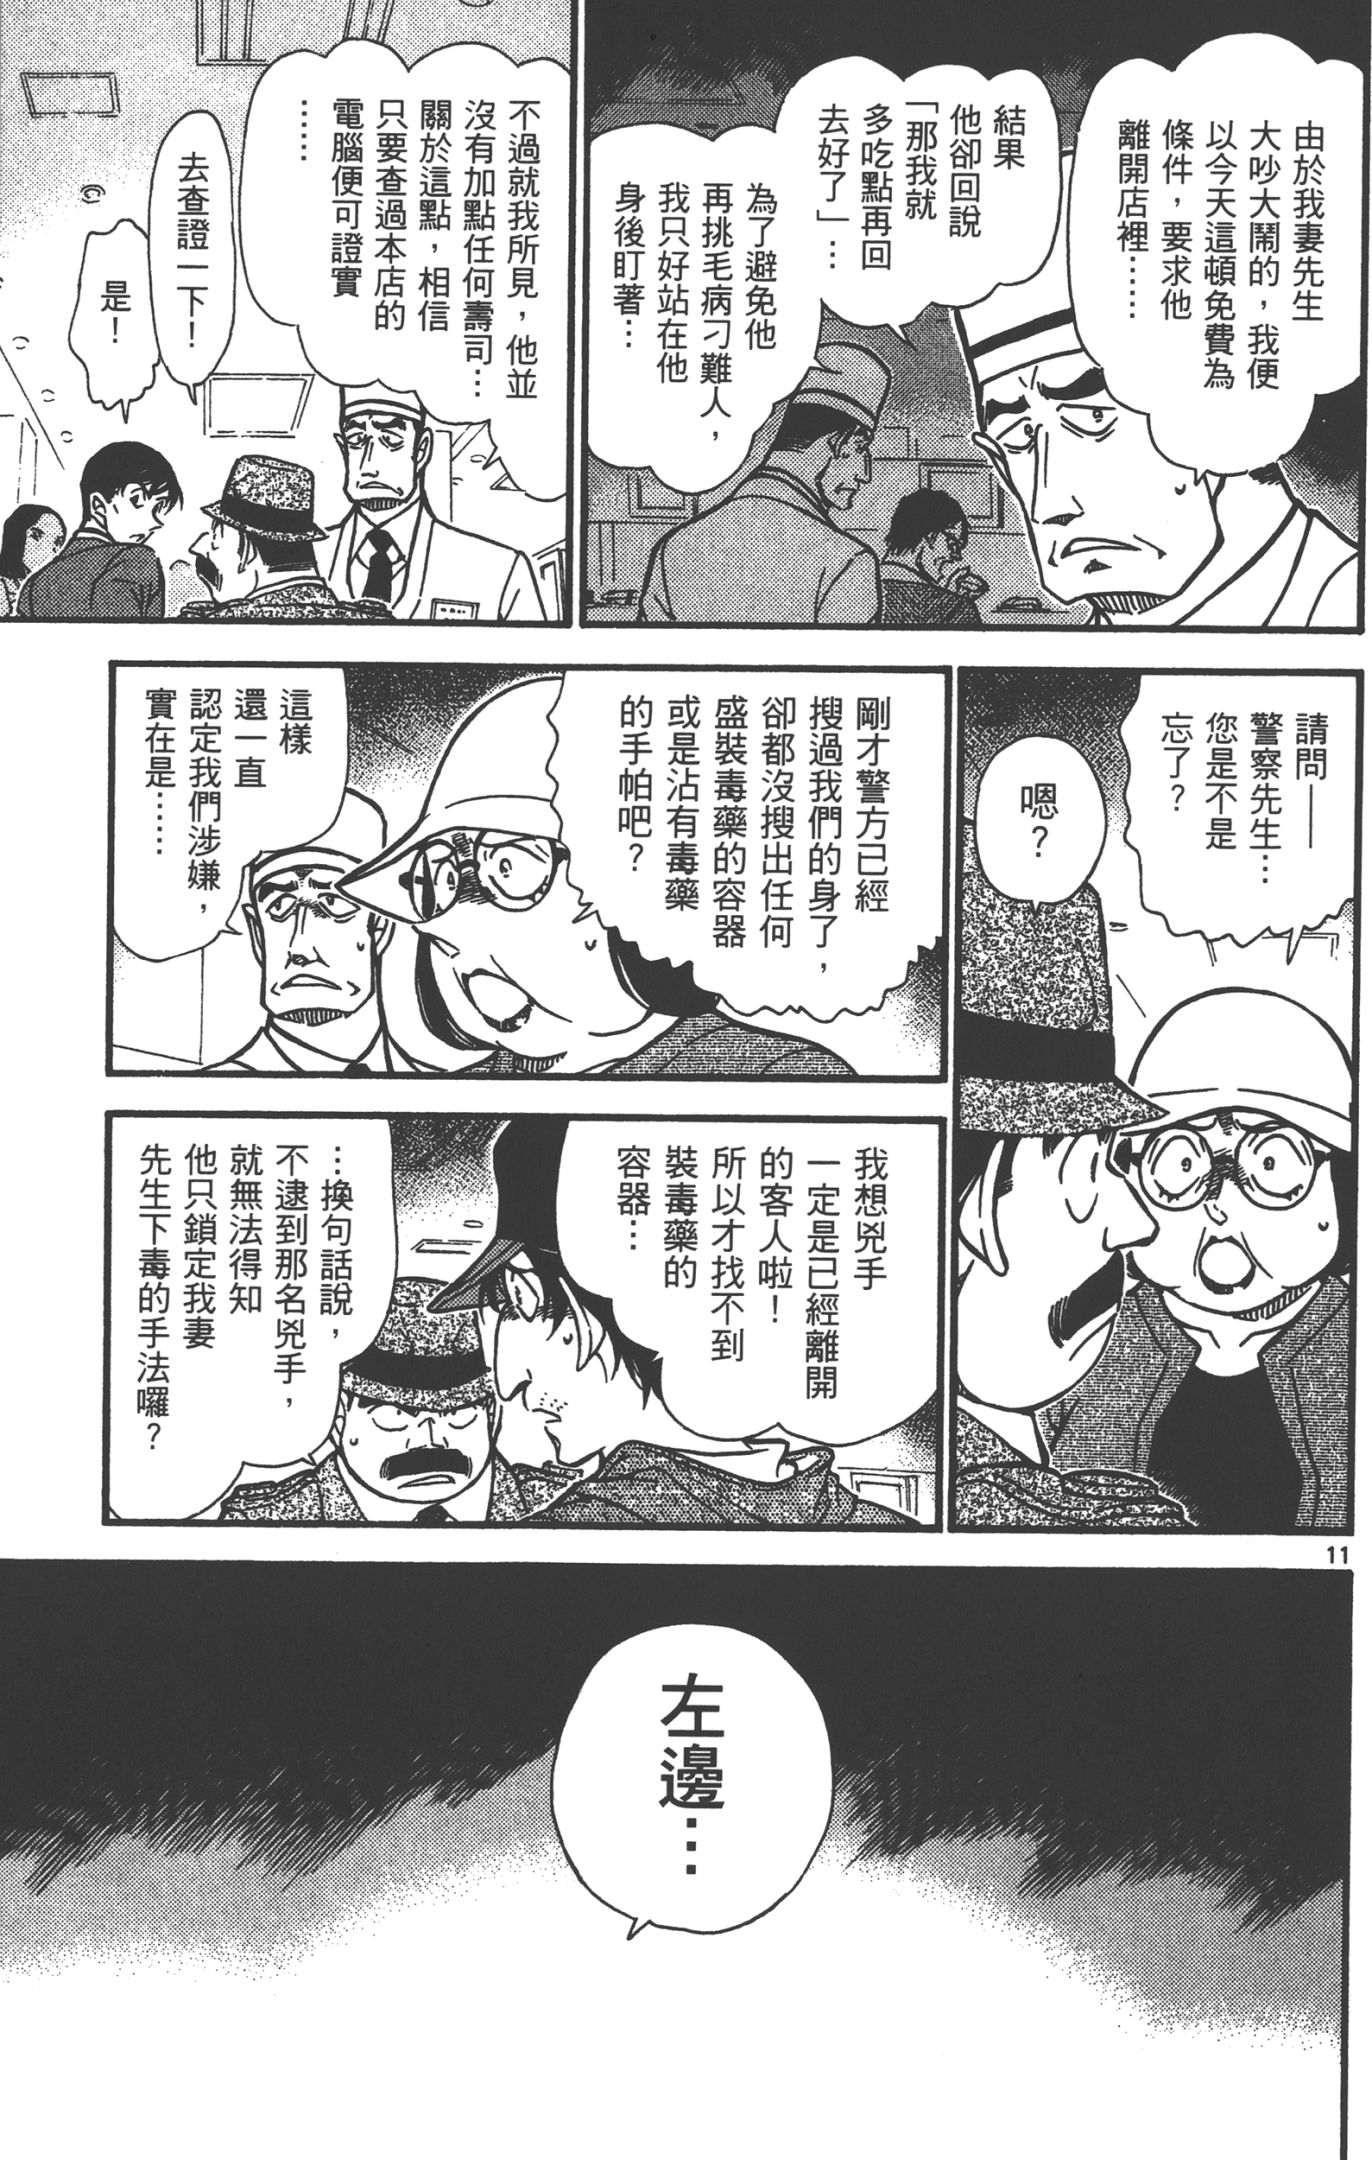 由於我妻先生
大吵大鬧的，我便
以今天這頓免費為
條件，要求他
離開店裡⋯⋯
結果
他卻回說
「那我就
多吃點再回
去好了」⋯
為了避免他
再挑毛病刁難人，
我只好站在他
身後盯著⋯
不過就我所見，他並
沒有加點任何壽司⋯
關於這點，相信
只要查過本店的
電腦便可證實
⋯⋯
去查證一下！
是！
請問——
警察先生⋯
您是不是
忘了？
嗯？
剛才警方已經
搜過我們的身了，
卻都沒搜出任何
盛裝毒藥的容器
或是沾有毒藥
的手帕吧？
這樣
還一直
認定我們涉嫌，
實在是⋯⋯
我想兇手
一定是已經離開
的客人啦！
所以才找不到
裝毒藥的
容器⋯
⋯換句話說，
不逮到那名兇手，
就無法得知
他只鎖定我妻
先生下毒的手法囉？
11
左邊⋯